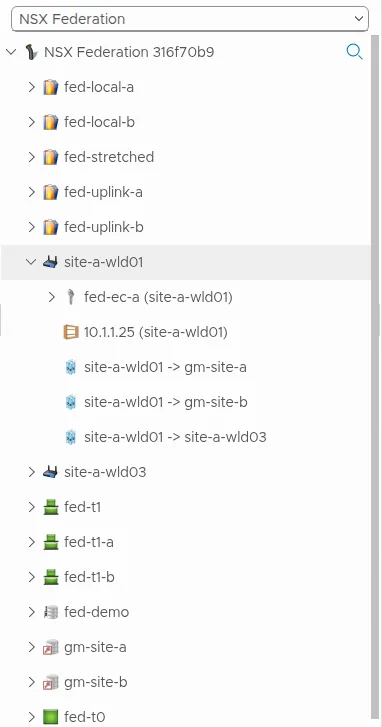 NSX Federation
NSX Federation 316f70b9
fed-local-a
fed-local-b
fed-stretched
fed-uplink-a
fed-uplink-b
site-a-wld01
fed-ec-a (site-a-wld01)
10.1.1.25 (site-a-wld01)
site-a-wld01 -> gm-site-a
site-a-wld01 -> gm-site-b
site-a-wld01 -> site-a-wld03
site-a-wld03
fed-t1
fed-t1-a
fed-t1-b
fed-demo
gm-site-a
gm-site-b
fed-t0